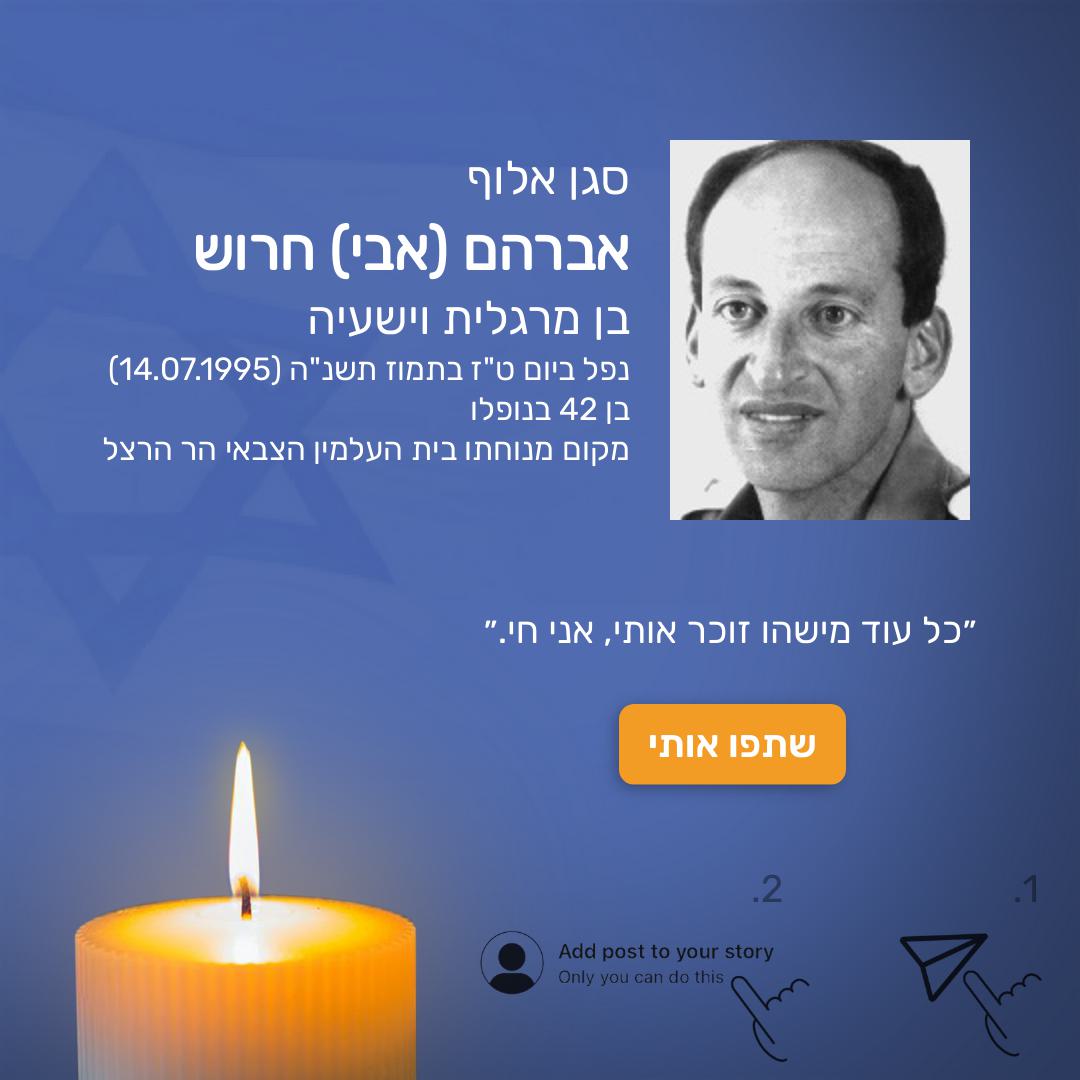 סגן אלוף
אברהם (אבי) חרוש
בן מרגלית וישעיה
נפל ביום ט"ז בתמוז תשנ"ה (14.07.1995)
בן 42 בנופלו
מקום מנוחתו בית העלמין הצבאי הר הרצל
״כל עוד מישהו זוכר אותי, אני חי.״
שתפו אותי
1.
2.
Add post to your story
Only you can do this